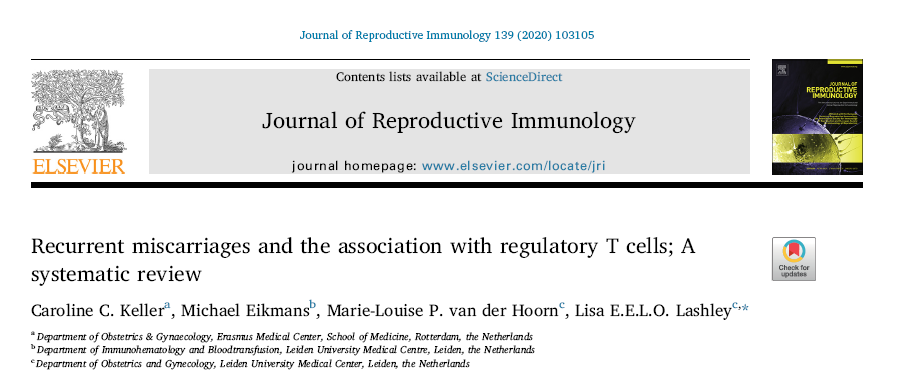 Journal of Reproductive Immunology 139 (2020) 103105
Contents lists available at ScienceDirect
Journal of Reproductive Immunology
journal homepage: www.elsevier.com/locate/jri
ELSEVIER
JOURNAL OF
REPRODUCTIVE
IMMUNOLOGY
Recurrent miscarriages and the association with regulatory T cells; A
systematic review
Check for
updates
Caroline C. Kellera, Michael Eikmansb, Marie-Louise P. van der Hoornc, Lisa E.E.L.O. Lashleyc,*
a Department of Obstetrics & Gynaecology, Erasmus Medical Center, School of Medicine, Rotterdam, the Netherlands
b Department of Immunohematology and Bloodtransfusion, Leiden University Medical Centre, Leiden, the Netherlands
c Department of Obstetrics and Gynecology, Leiden University Medical Center, Leiden, the Netherlands